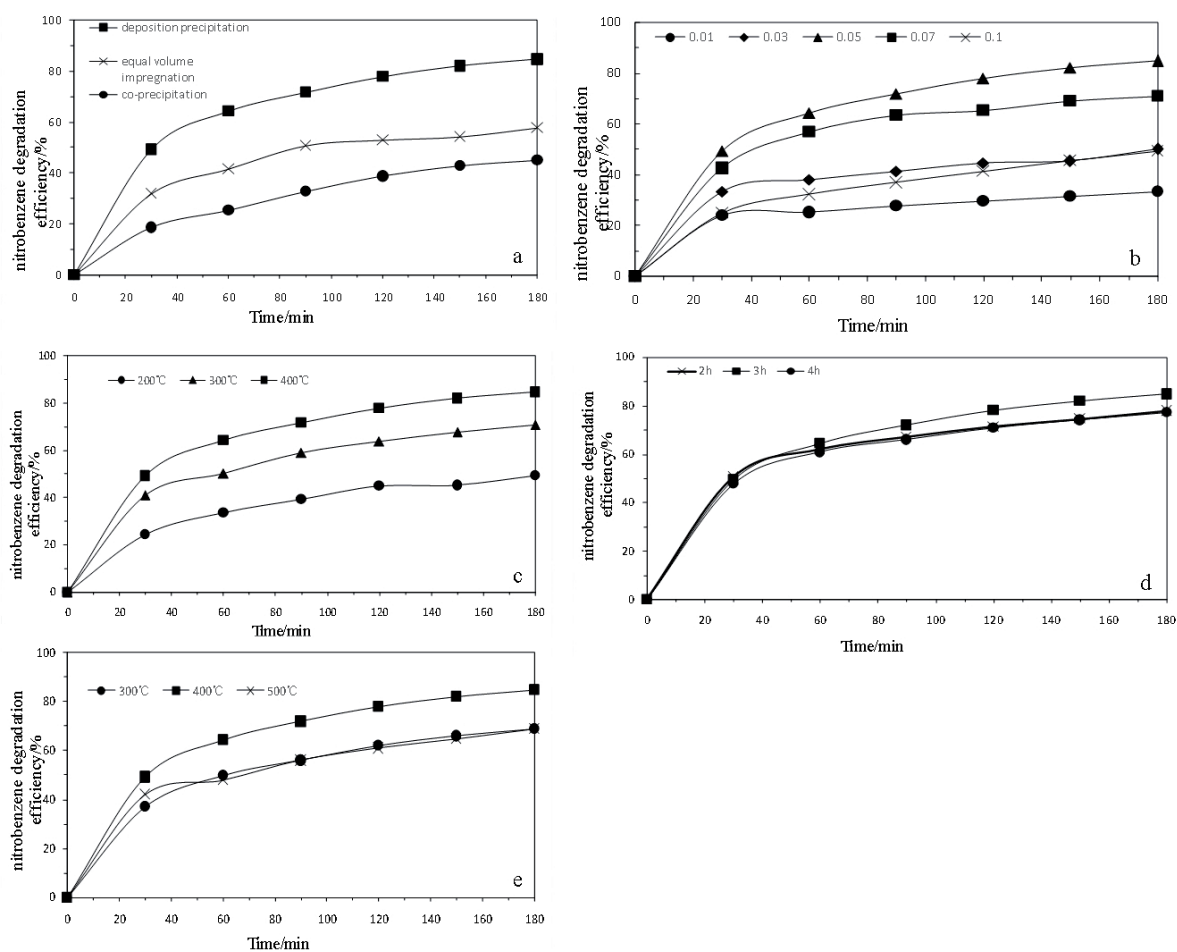 nitrobenzene degradation
efficiency/%
100
80
60
40
20
0
deposition precipitation
equal volume
impregnation
co-precipitation
a
0 20 40 60 80 100 120 140 160 180
Time/min
nitrobenzene degradation
efficiency/%
100
80
60
40
20
0
0.01 0.03 0.05 0.07 0.1
b
0 20 40 60 80 100 120 140 160 180
Time/min
nitrobenzene degradation
efficiency/%
100
80
60
40
20
0
200℃ 300℃ 400℃
c
0 20 40 60 80 100 120 140 160 180
Time/min
nitrobenzene degradation
efficiency/%
100
80
60
40
20
0
2h 3h 4h
d
0 20 40 60 80 100 120 140 160 180
Time/min
nitrobenzene degradation
efficiency/%
100
80
60
40
20
0
300℃ 400℃ 500℃
e
0 20 40 60 80 100 120 140 160 180
Time/min